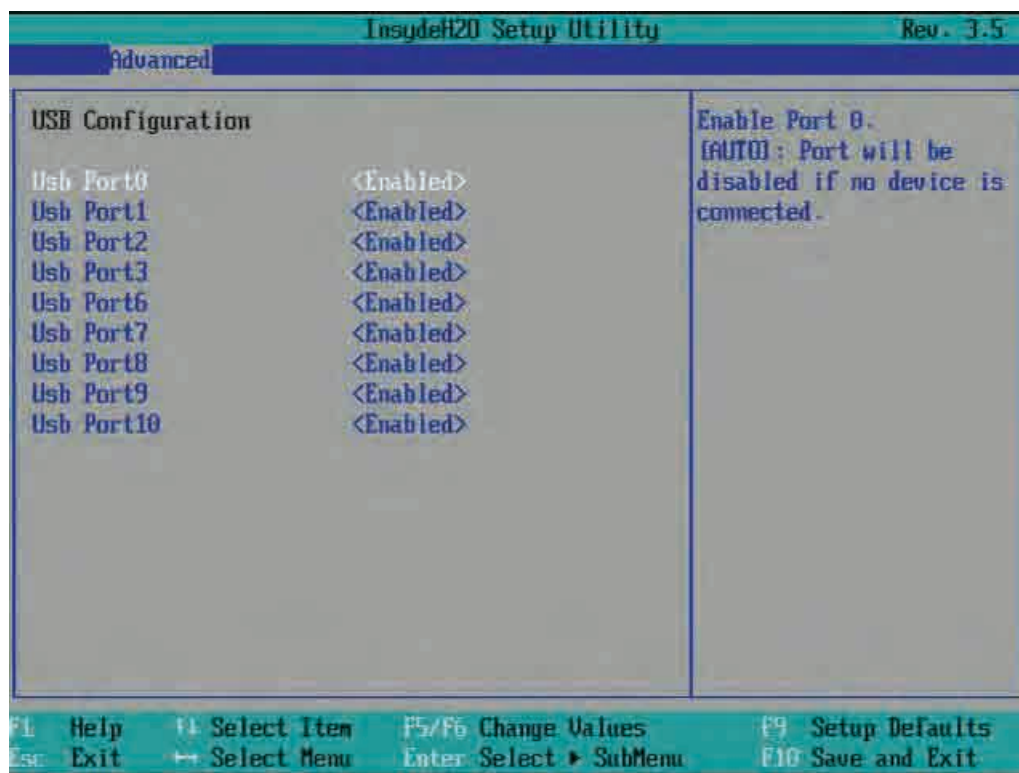 InsydeH2O Setup Utility Rev. 3.5
Advanced
USB Configuration
Usb Port0 <Enabled>
Usb Port1 <Enabled>
Usb Port2 <Enabled>
Usb Port3 <Enabled>
Usb Port6 <Enabled>
Usb Port7 <Enabled>
Usb Port8 <Enabled>
Usb Port9 <Enabled>
Usb Port10 <Enabled>
Enable Port 0.
[AUTO]: Port will be
disabled if no device is
connected.
F1 Help ↑↓ Select Item F5/F6 Change Values F9 Setup Defaults
Esc Exit ←→ Select Menu Enter Select ▶ SubMenu F10 Save and Exit